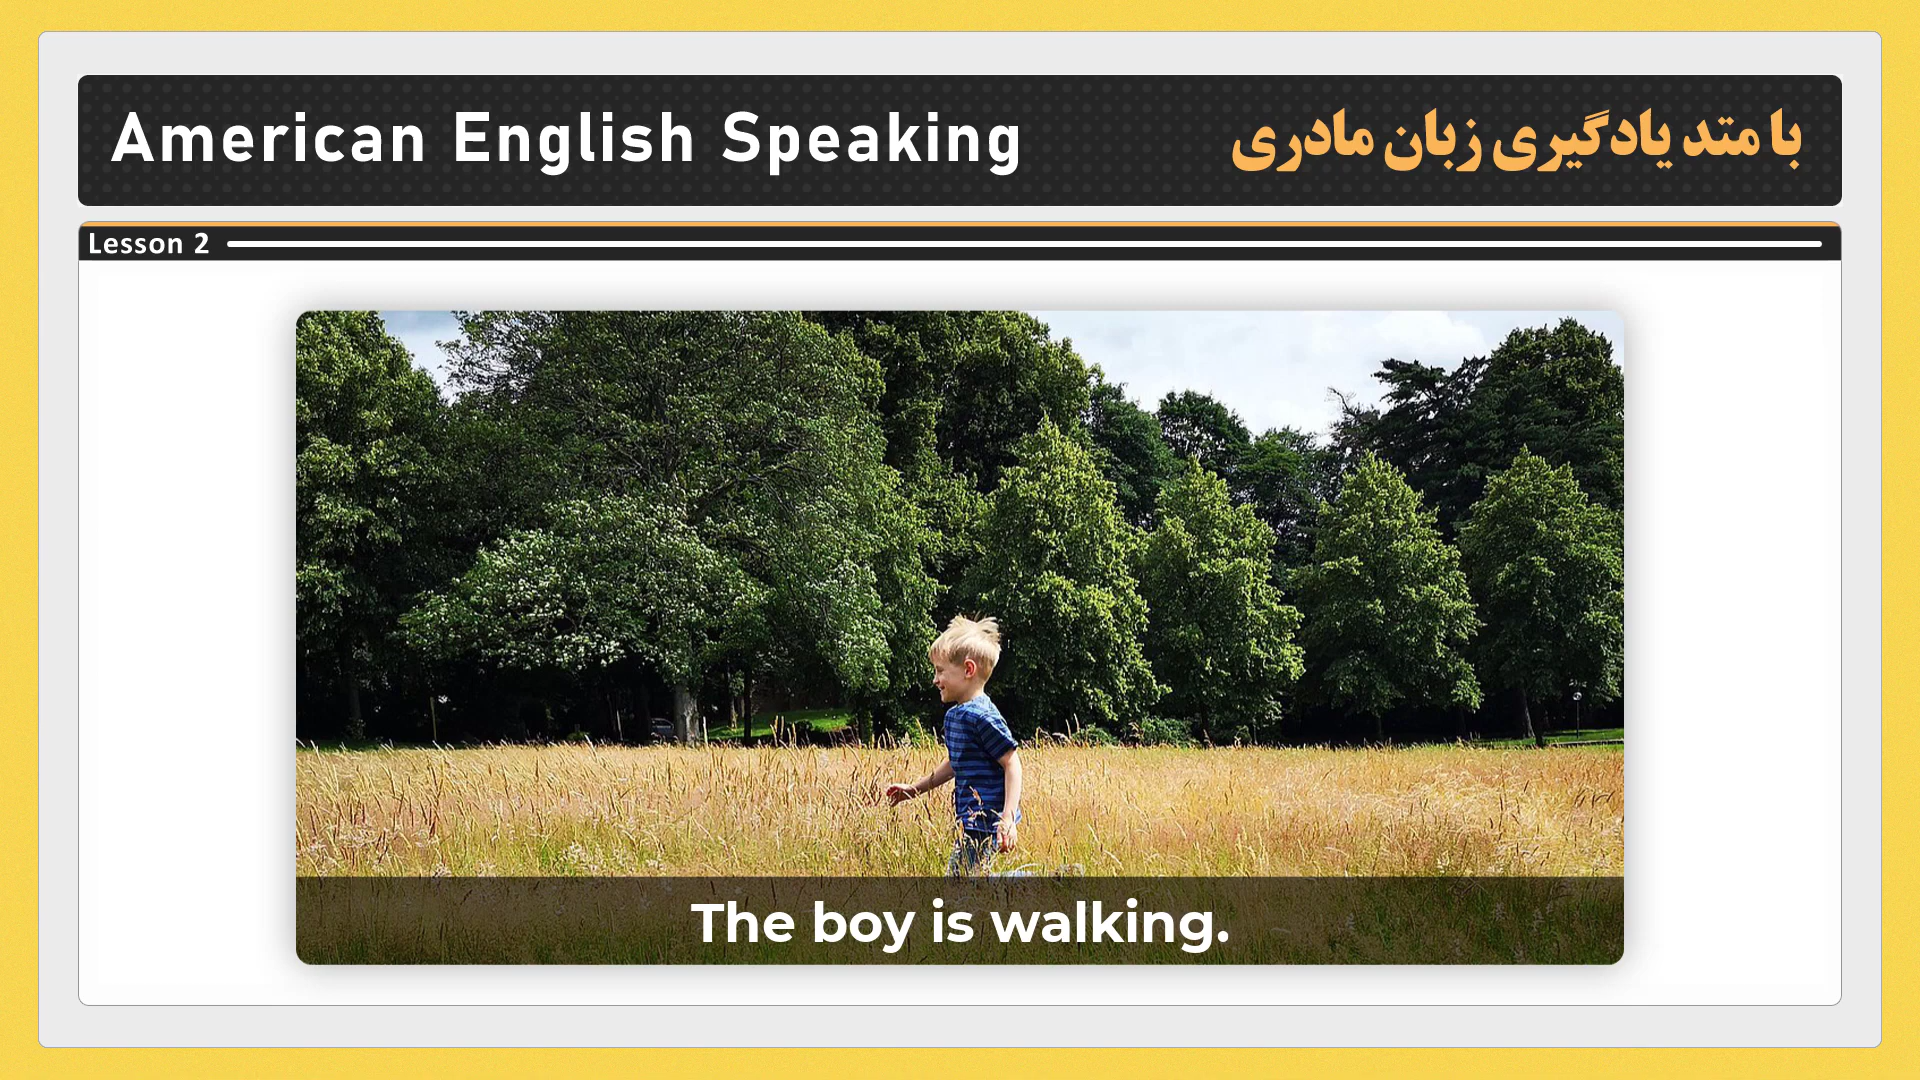 American English Speaking
با متد یادگیری زبان مادری
Lesson 2
The boy is walking.